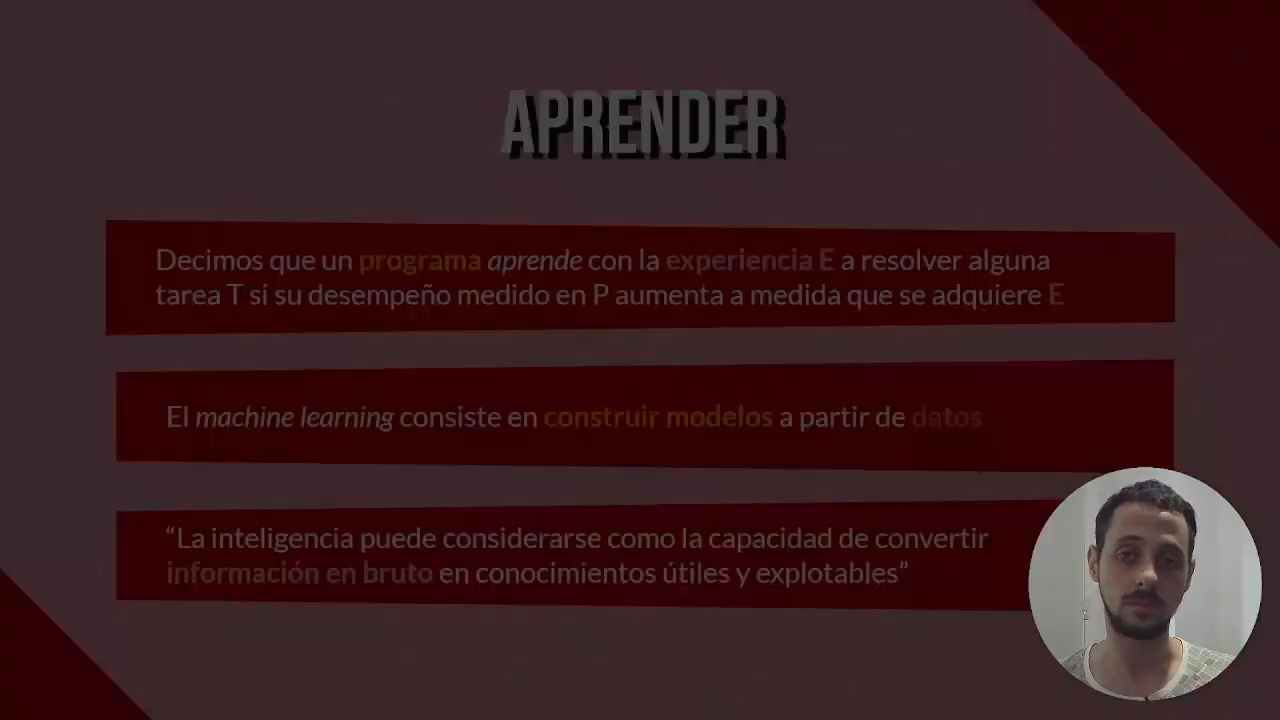 APRENDER
Decimos que un programa aprende con la experiencia E a resolver alguna
tarea T si su desempeño medido en P aumenta a medida que se adquiere E
El machine learning consiste en construir modelos a partir de datos
“La inteligencia puede considerarse como la capacidad de convertir
información en bruto en conocimientos útiles y explotables”